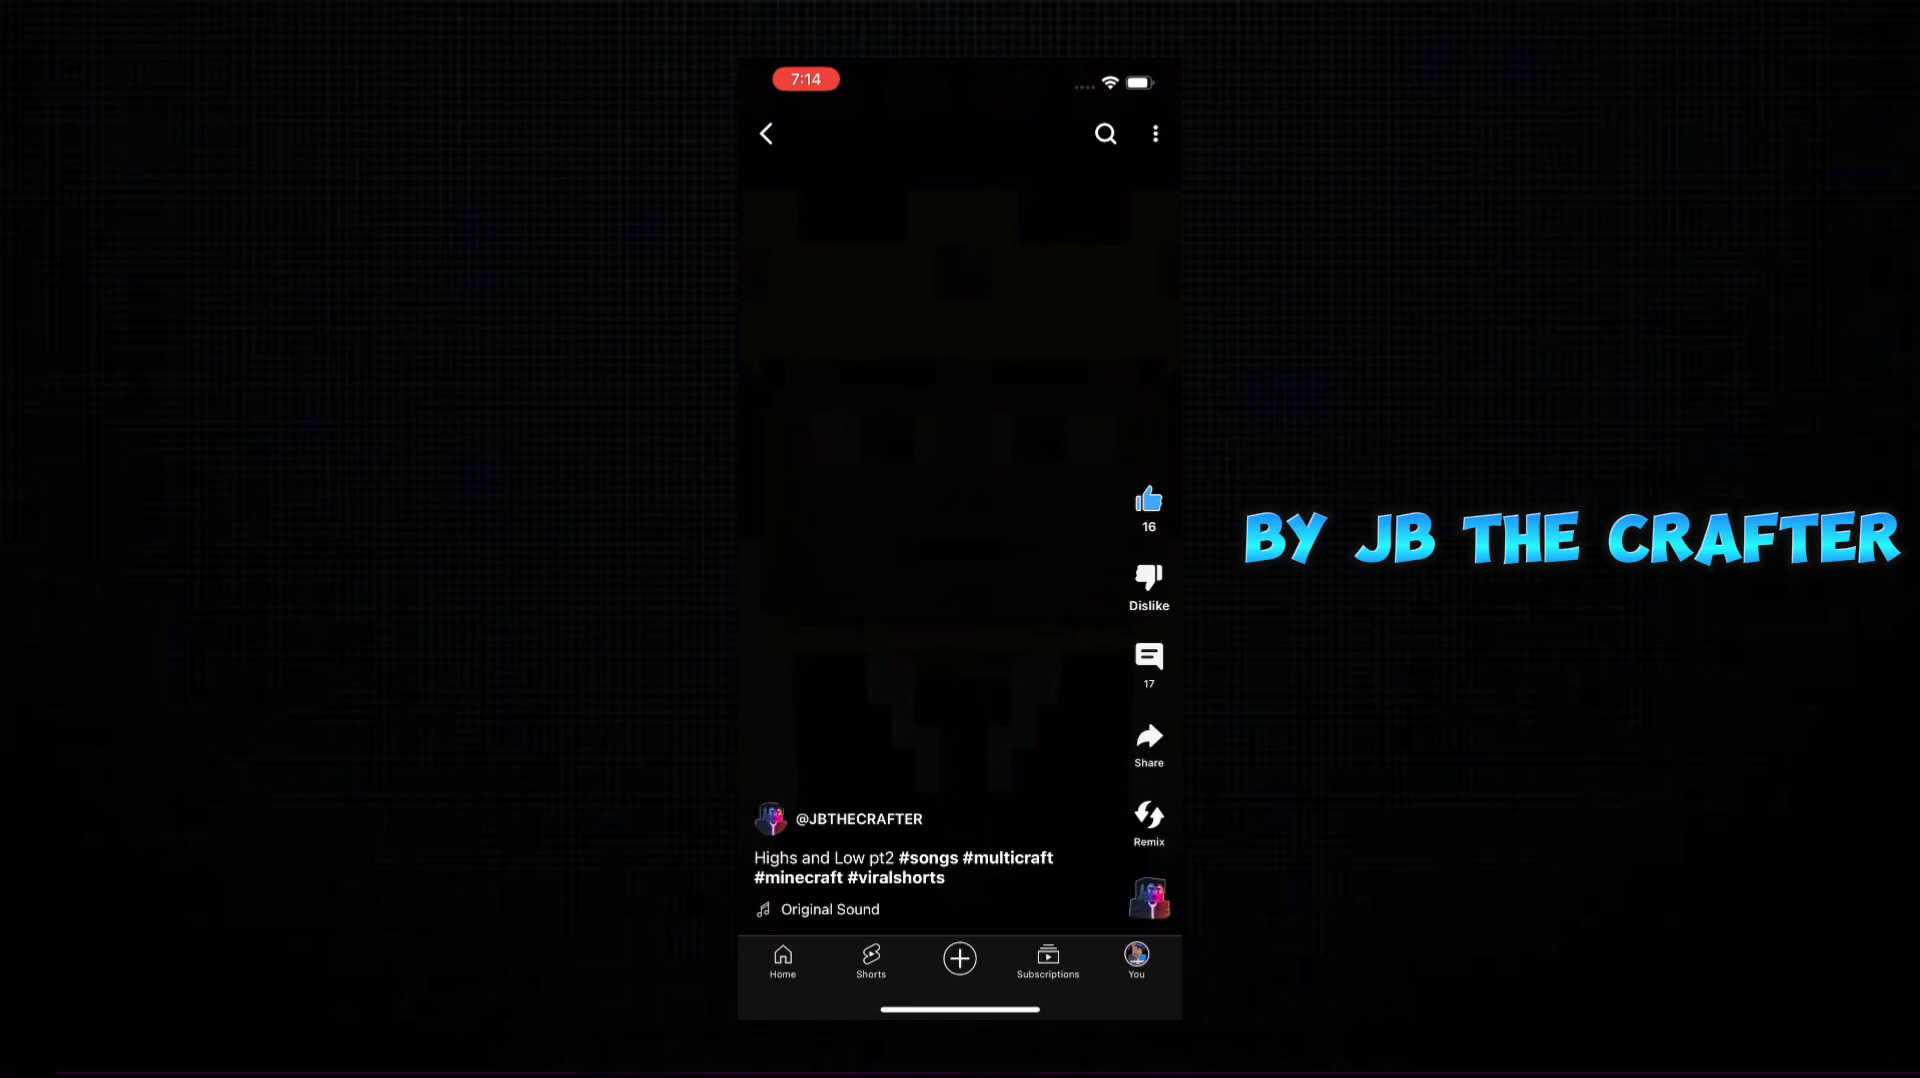 7:14
16
Dislike
17
Share
Remix
BY JB THE CRAFTER
@JBTHECRAFTER
Highs and Low pt2 #songs #multicraft
#minecraft #viralshorts
Original Sound
Home
Shorts
Subscriptions
You